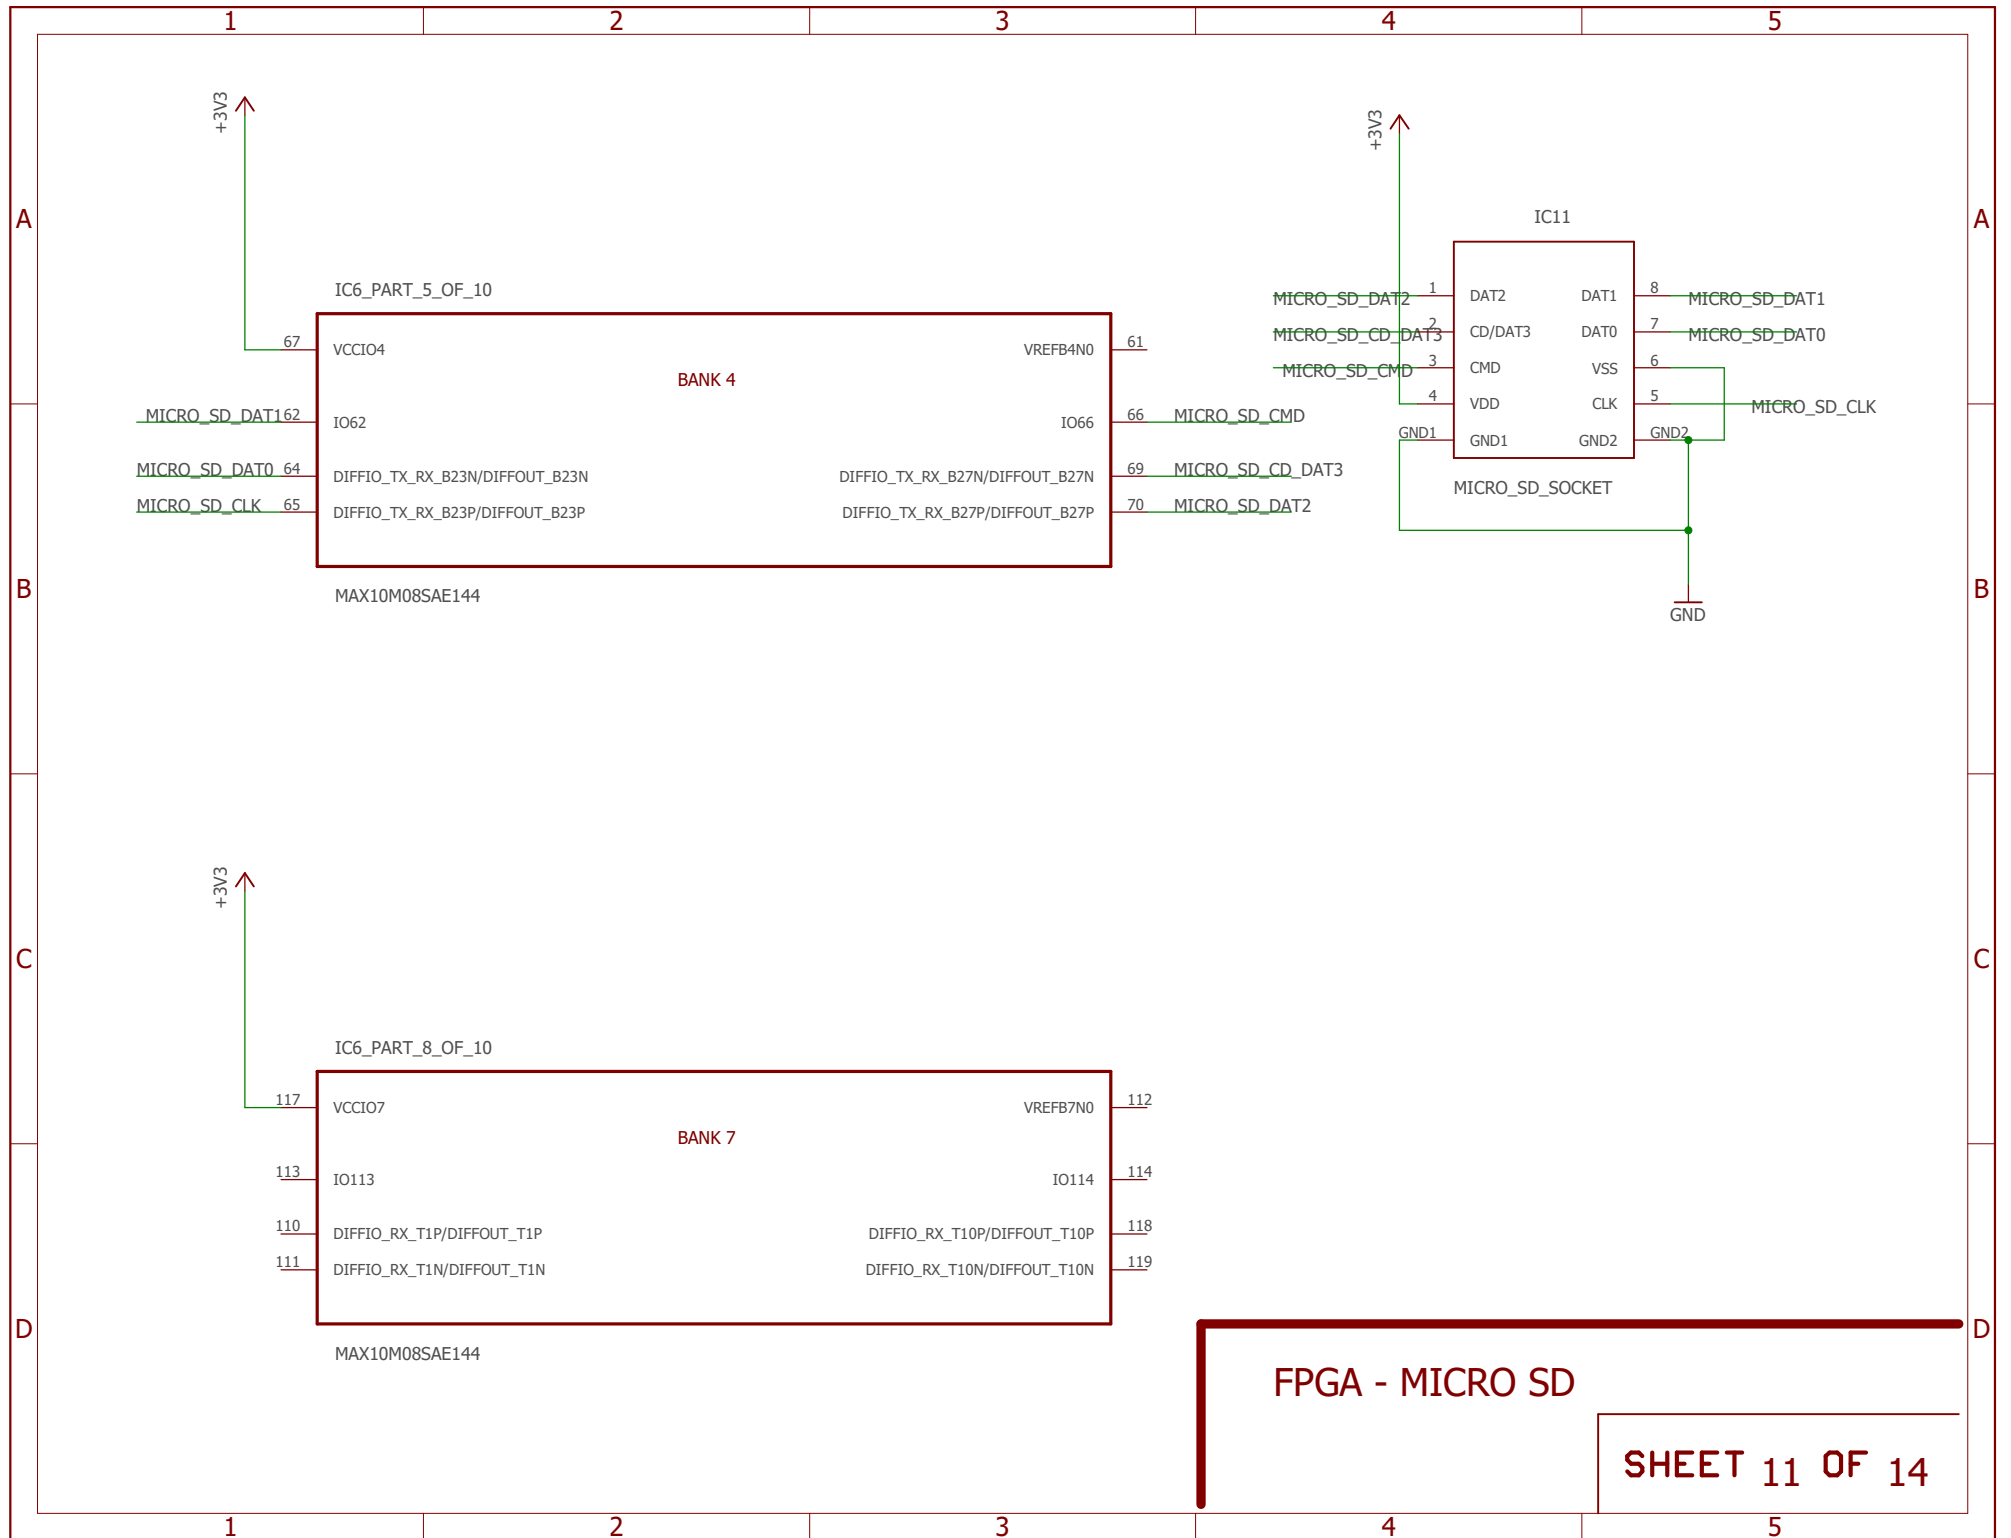 1 2 3 4 5
A A
B B
C C
D D
+3V3
IC6_PART_5_OF_10
67 VCCIO4 VREFB4N0 61
BANK 4
MICRO_SD_DAT1 62 IO62 IO66 66 MICRO_SD_CMD
MICRO_SD_DAT0 64 DIFFIO_TX_RX_B23N/DIFFOUT_B23N DIFFIO_TX_RX_B27N/DIFFOUT_B27N 69 MICRO_SD_CD_DAT3
MICRO_SD_CLK 65 DIFFIO_TX_RX_B23P/DIFFOUT_B23P DIFFIO_TX_RX_B27P/DIFFOUT_B27P 70 MICRO_SD_DAT2
MAX10M08SAE144
+3V3
IC11
MICRO_SD_DAT2 1 DAT2 DAT1 8 MICRO_SD_DAT1
MICRO_SD_CD_DAT3 2 CD/DAT3 DAT0 7 MICRO_SD_DAT0
MICRO_SD_CMD 3 CMD VSS 6
4 VDD CLK 5 MICRO_SD_CLK
GND1 GND1 GND2 GND2
MICRO_SD_SOCKET
GND
+3V3
IC6_PART_8_OF_10
117 VCCIO7 VREFB7N0 112
BANK 7
113 IO113 IO114 114
110 DIFFIO_RX_T1P/DIFFOUT_T1P DIFFIO_RX_T10P/DIFFOUT_T10P 118
111 DIFFIO_RX_T1N/DIFFOUT_T1N DIFFIO_RX_T10N/DIFFOUT_T10N 119
MAX10M08SAE144
FPGA - MICRO SD
SHEET 11 OF 14
1 2 3 4 5